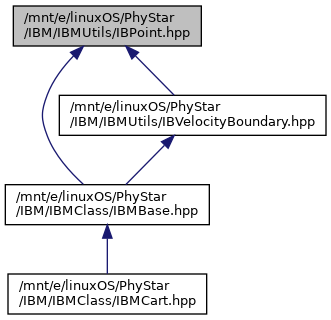 /mnt/e/linuxOS/PhyStar
/IBM/IBMUtils/IBPoint.hpp
/mnt/e/linuxOS/PhyStar
/IBM/IBMUtils/IBVelocityBoundary.hpp
/mnt/e/linuxOS/PhyStar
/IBM/IBMClass/IBMBase.hpp
/mnt/e/linuxOS/PhyStar
/IBM/IBMClass/IBMCart.hpp